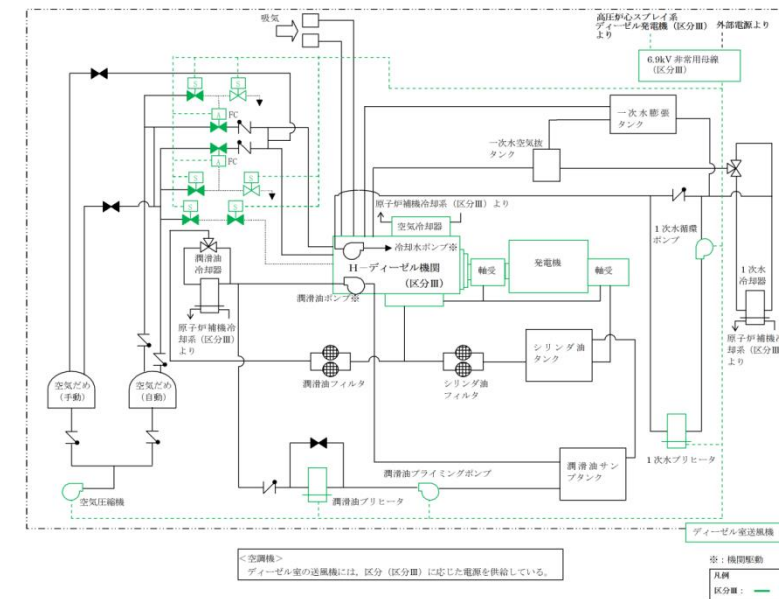 吸気
高圧炉心スプレイ系
ディーゼル発電機（区分Ⅲ）
より
外部電源より
6.9kV 非常用母線
（区分Ⅲ）
S
S
A
FC
FC
A
S
S
S
S
一次水膨張
タンク
一次水空気抜
タンク
原子炉補機冷却系（区分Ⅲ）より
空気冷却器
冷却水ポンプ※
H－ディーゼル機関
（区分Ⅲ）
潤滑油ポンプ※
軸受
発電機
軸受
1次水循環
ポンプ
1次水
冷却器
原子炉補機冷
却系（区分Ⅲ）
より
潤滑油
冷却器
原子炉補機冷
却系（区分Ⅲ）
より
潤滑油フィルタ
シリンダ油
フィルタ
シリンダ油
タンク
空気だめ
（手動）
空気だめ
（自動）
1次水プリヒータ
空気圧縮機
潤滑油プリヒータ
潤滑油プライミングポンプ
潤滑油サン
プタンク
ディーゼル室送風機
＜空調機＞
ディーゼル室の送風機には，区分（区分Ⅲ）に応じた電源を供給している。
※：機関駆動
凡例
区分Ⅲ：